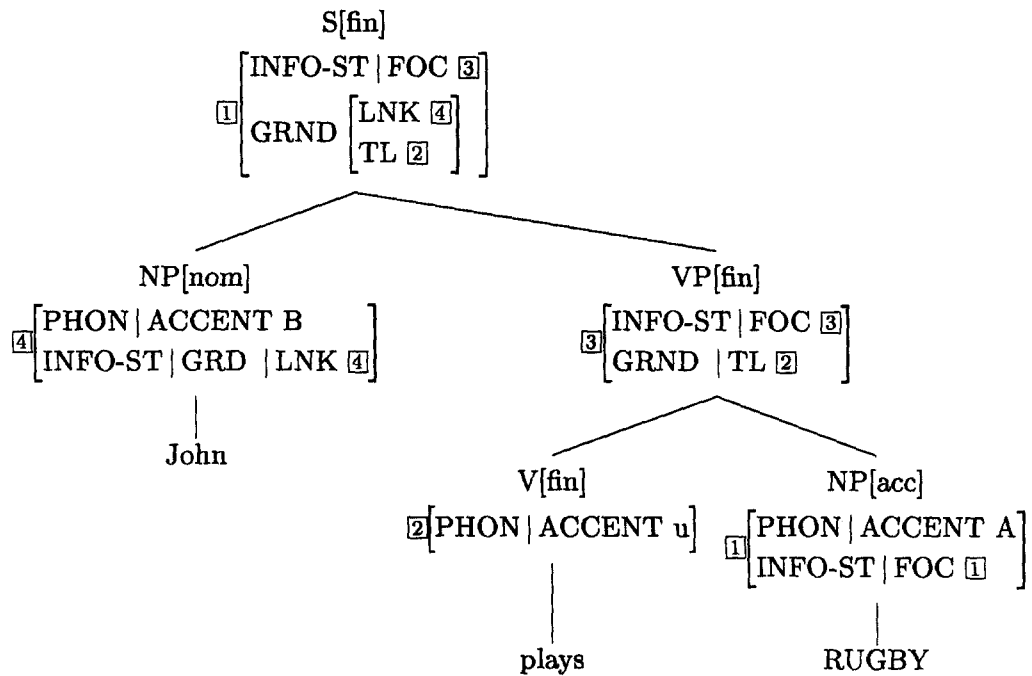 S[fin]
1 INFO-ST | FOC 3
GRND LNK 4
TL 2
NP[nom] VP[fin]
4 PHON | ACCENT B
INFO-ST | GRD | LNK 4
3 INFO-ST | FOC 3
GRND | TL 2
John
V[fin] NP[acc]
2 [PHON | ACCENT u]
1 PHON | ACCENT A
INFO-ST | FOC 1
plays RUGBY